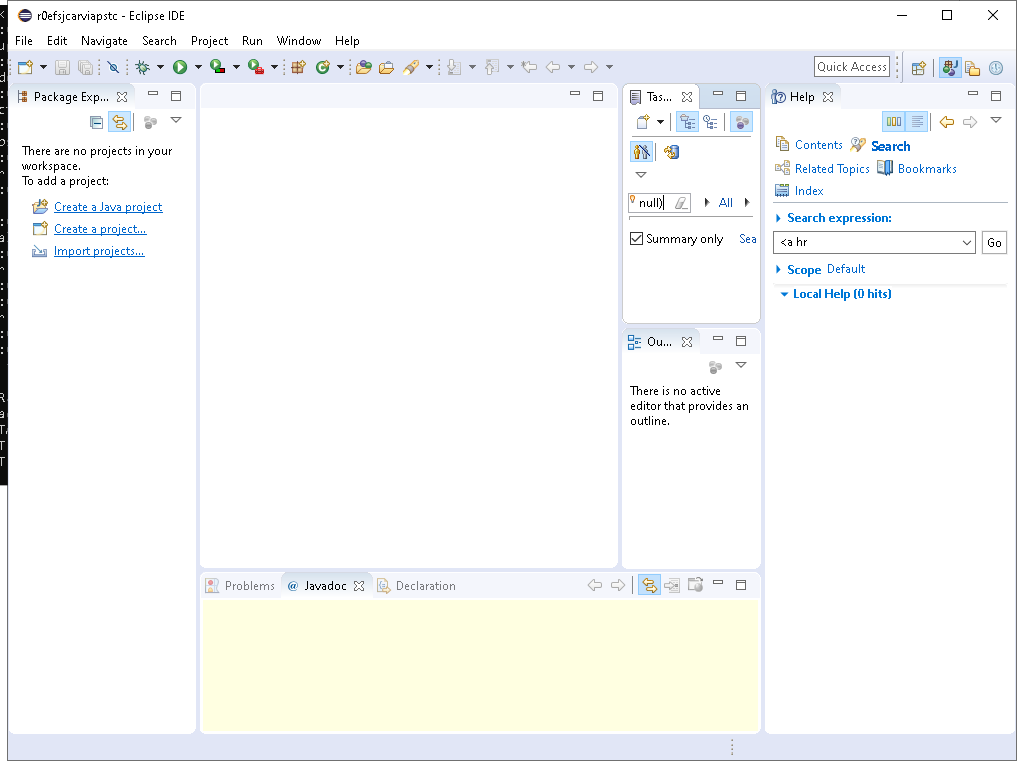 r0efsjcarviapstc - Eclipse IDE
File Edit Navigate Search Project Run Window Help
Quick Access
Package Exp...
There are no projects in your
workspace.
To add a project:
Create a Java project
Create a project...
Import projects...
Tas...
null)
All
Summary only
Sea
Ou...
There is no active
editor that provides an
outline.
Help
Contents
Search
Related Topics
Bookmarks
Index
Search expression:
<a hr
Go
Scope Default
Local Help (0 hits)
Problems
@ Javadoc
Declaration